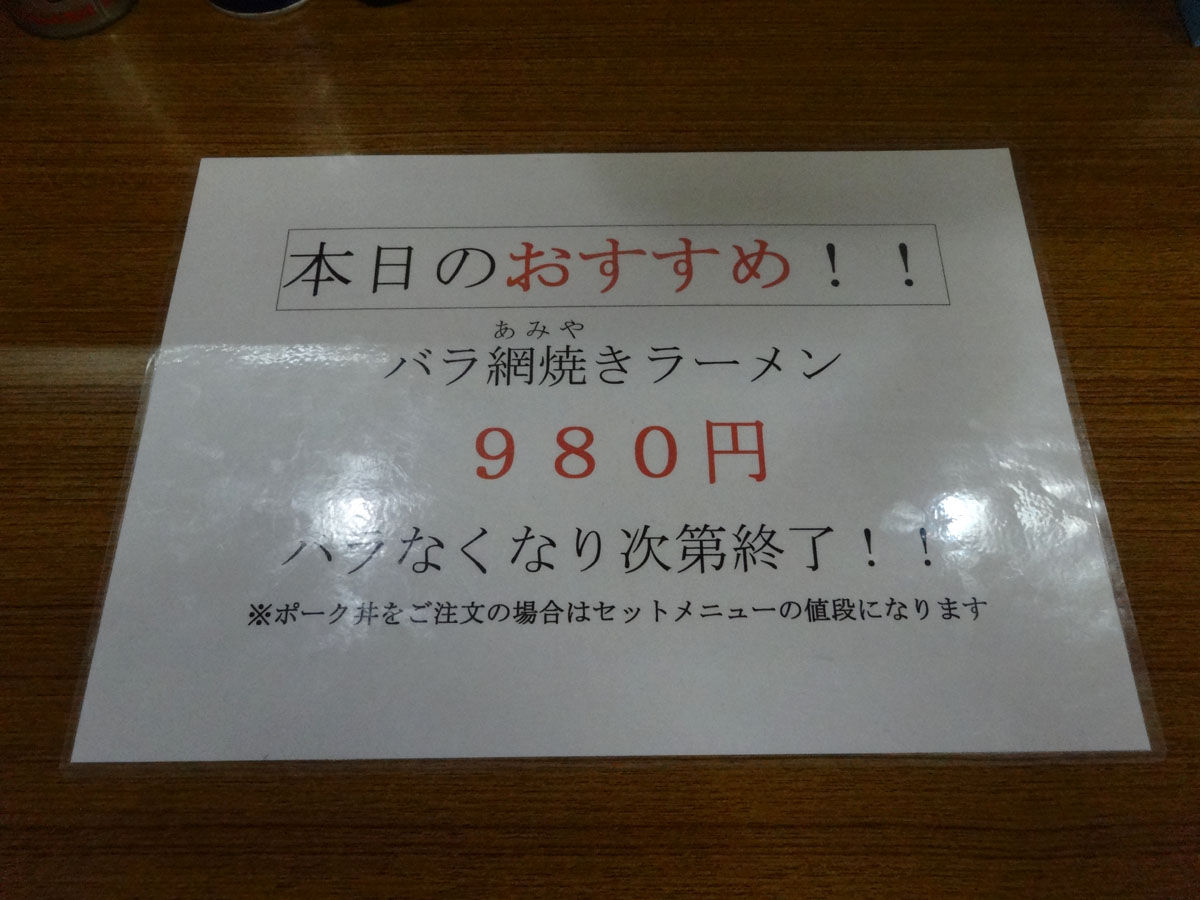 本日のおすすめ！！
あみや
バラ網焼きラーメン
９８０円
バラなくなり次第終了！！
※ポーク丼をご注文の場合はセットメニューの値段になります